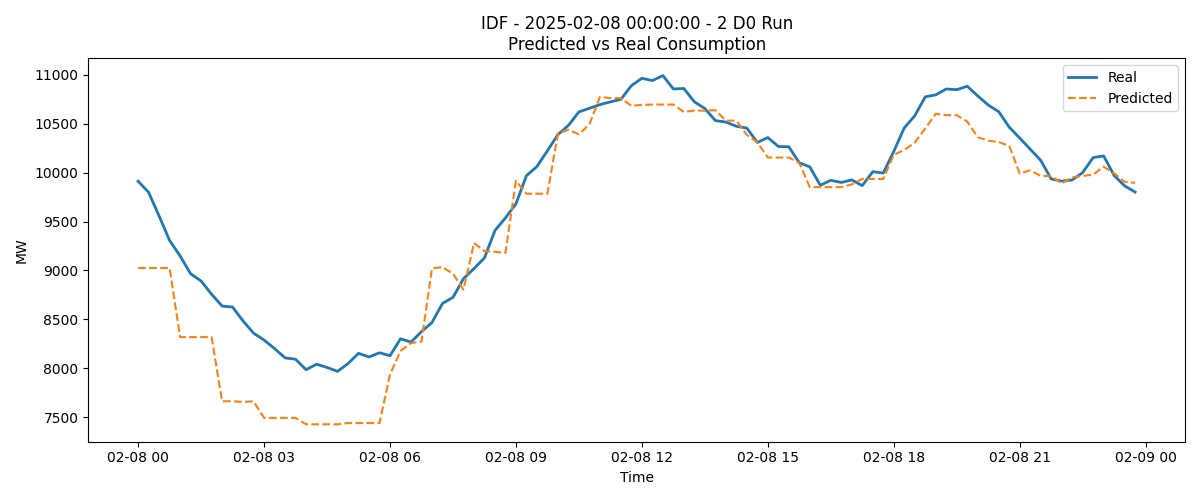 IDF - 2025-02-08 00:00:00 - 2 D0 Run
Predicted vs Real Consumption
Real
Predicted
MW
11000
10500
10000
9500
9000
8500
8000
7500
02-08 00
02-08 03
02-08 06
02-08 09
02-08 12
02-08 15
02-08 18
02-08 21
02-09 00
Time